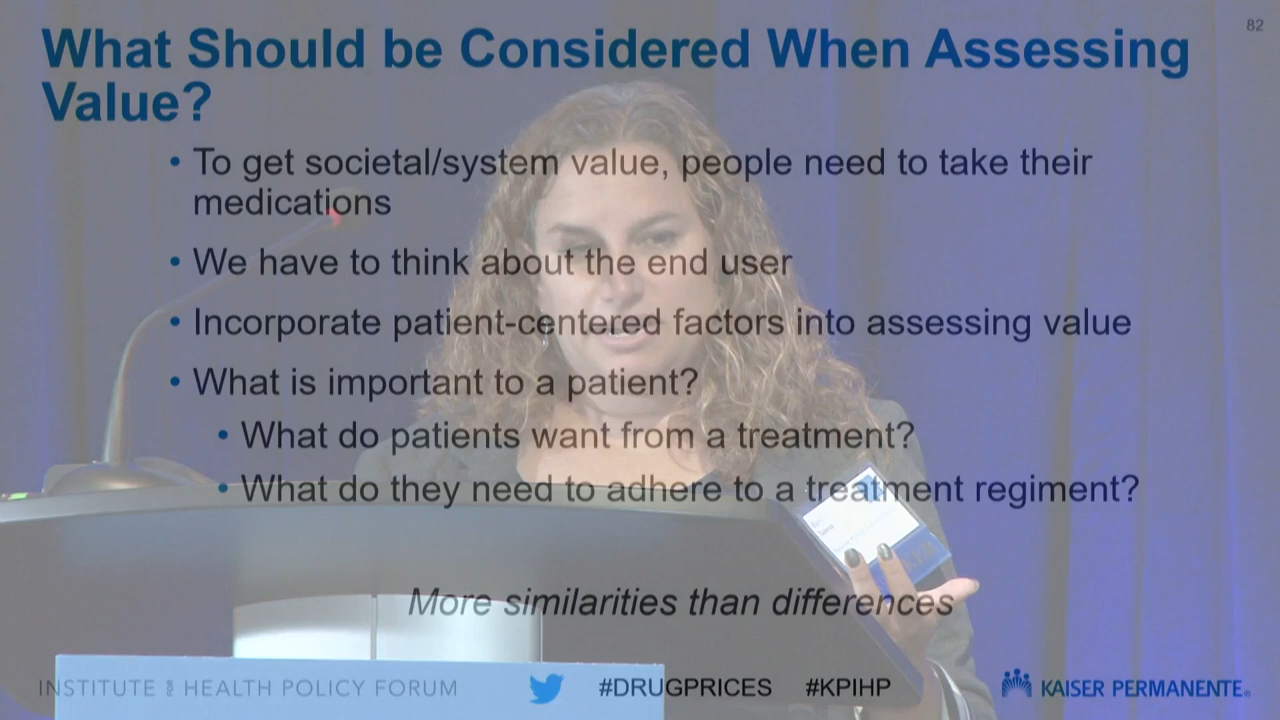 82
What Should be Considered When Assessing
Value?
• To get societal/system value, people need to take their
medications
• We have to think about the end user
• Incorporate patient-centered factors into assessing value
• What is important to a patient?
• What do patients want from a treatment?
• What do they need to adhere to a treatment regiment?
More similarities than differences
INSTITUTE FOR HEALTH POLICY FORUM #DRUGPRICES #KPIHP KAISER PERMANENTE®